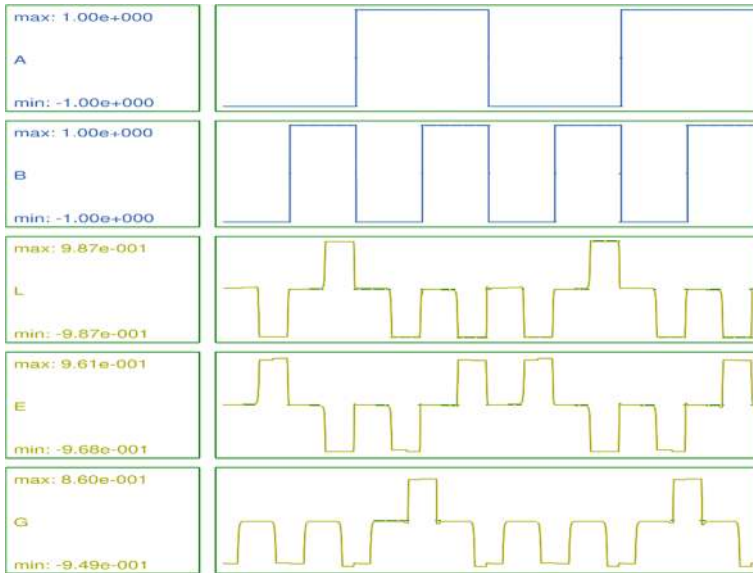 max: 1.00e+000
A
min: -1.00e+000
max: 1.00e+000
B
min: -1.00e+000
max: 9.87e-001
L
min: -9.87e-001
max: 9.61e-001
E
min: -9.68e-001
max: 8.60e-001
G
min: -9.49e-001